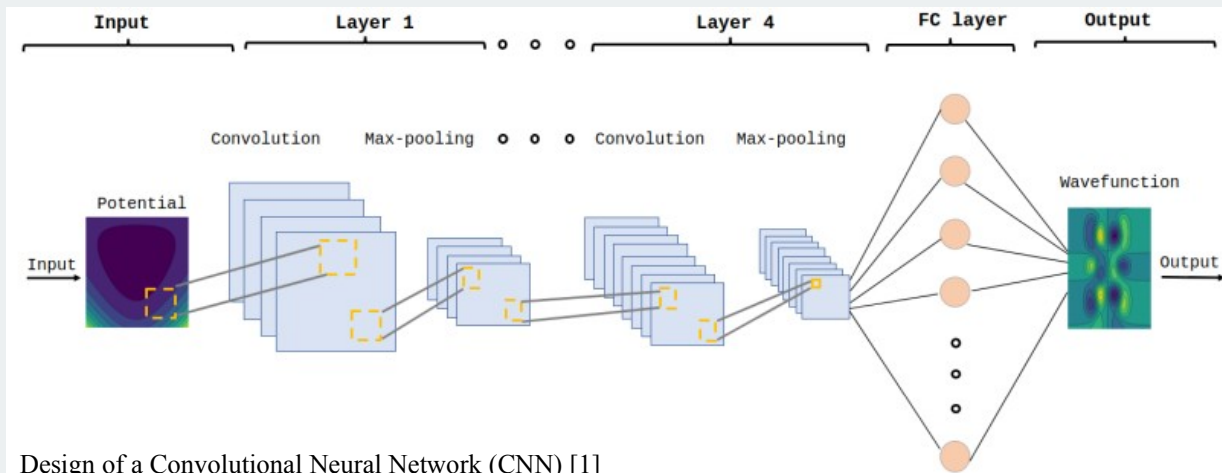 Input Layer 1 Layer 4 FC layer Output
Convolution Max-pooling Convolution Max-pooling
Potential
Wavefunction
Input
Output
Design of a Convolutional Neural Network (CNN) [1]